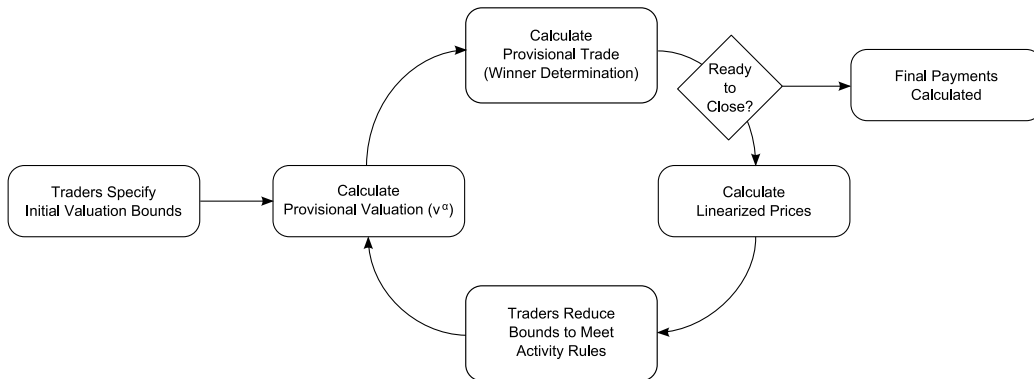 Calculate
Provisional Trade
(Winner Determination)
Ready
to
Close?
Final Payments
Calculated
Traders Specify
Initial Valuation Bounds
Calculate
Provisional Valuation (v^α)
Calculate
Linearized Prices
Traders Reduce
Bounds to Meet
Activity Rules